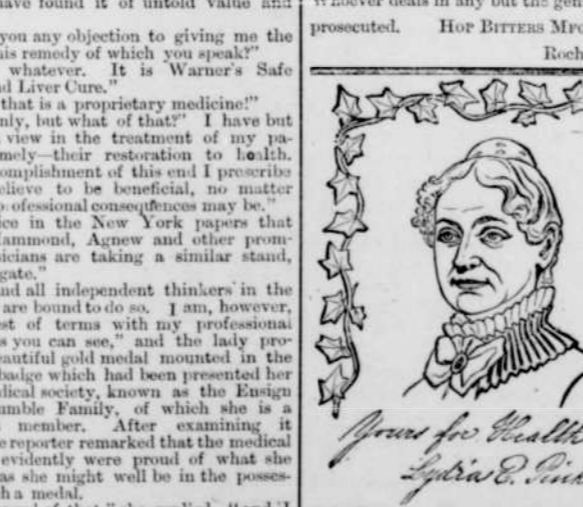 have found it of untold value and
you any objection to giving me the
his remedy of which you speak?"
whatever. It is Warner's Safe
nd Liver Cure."
that is a proprietary medicine!"
nly, but what of that?" I have but
view in the treatment of my pa-
mely—their restoration to health.
omplishment of this end I prescribe
elieve to be beneficial, no matter
professional consequences may be."
ice in the New York papers that
Hammond, Agnew and other prom-
sicians are taking a similar stand,
gate."
nd all independent thinkers in the
are bound to do so. I am, however,
est of terms with my professional
s you can see," and the lady pro-
eautiful gold medal mounted in the
badge which had been presented her
dical society, known as the Ensign
umble Family, of which she is a
member. After examining it
e reporter remarked that the medical
evidently were proud of what she
as she might well be in the posses-
h a medal.
Whoever deals in any but the gen
prosecuted. HOP BITTERS MFG
Roch
Yours for Health
Lydia E. Pink